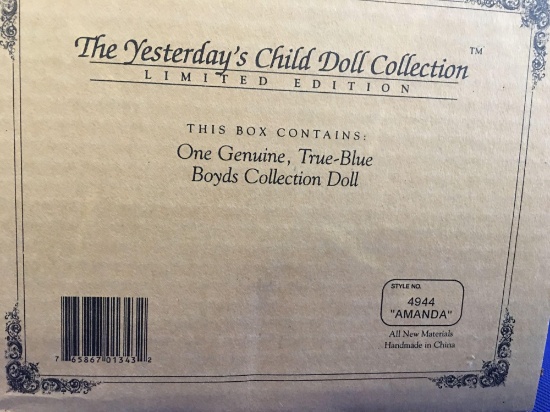 The Yesterday's Child Doll Collection™
LIMITED EDITION
THIS BOX CONTAINS:
One Genuine, True-Blue
Boyds Collection Doll
STYLE NO.
4944
"AMANDA"
All New Materials
Handmade in China
7 65867 01343 2